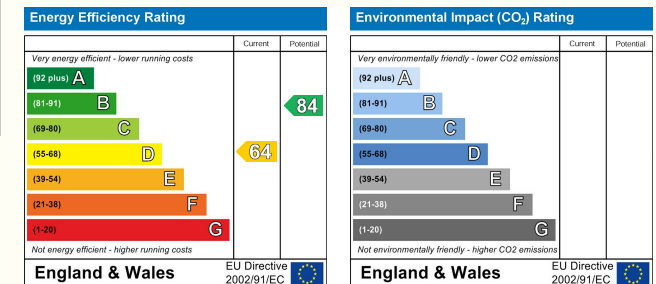 Energy Efficiency Rating
Current Potential
Very energy efficient - lower running costs
(92 plus) A
(81-91) B
84
(69-80) C
(55-68) D
64
(39-54) E
(21-38) F
(1-20) G
Not energy efficient - higher running costs
England & Wales
EU Directive
2002/91/EC
Environmental Impact (CO₂) Rating
Current Potential
Very environmentally friendly - lower CO2 emissions
(92 plus) A
(81-91) B
(69-80) C
(55-68) D
(39-54) E
(21-38) F
(1-20) G
Not environmentally friendly - higher CO2 emissions
England & Wales
EU Directive
2002/91/EC